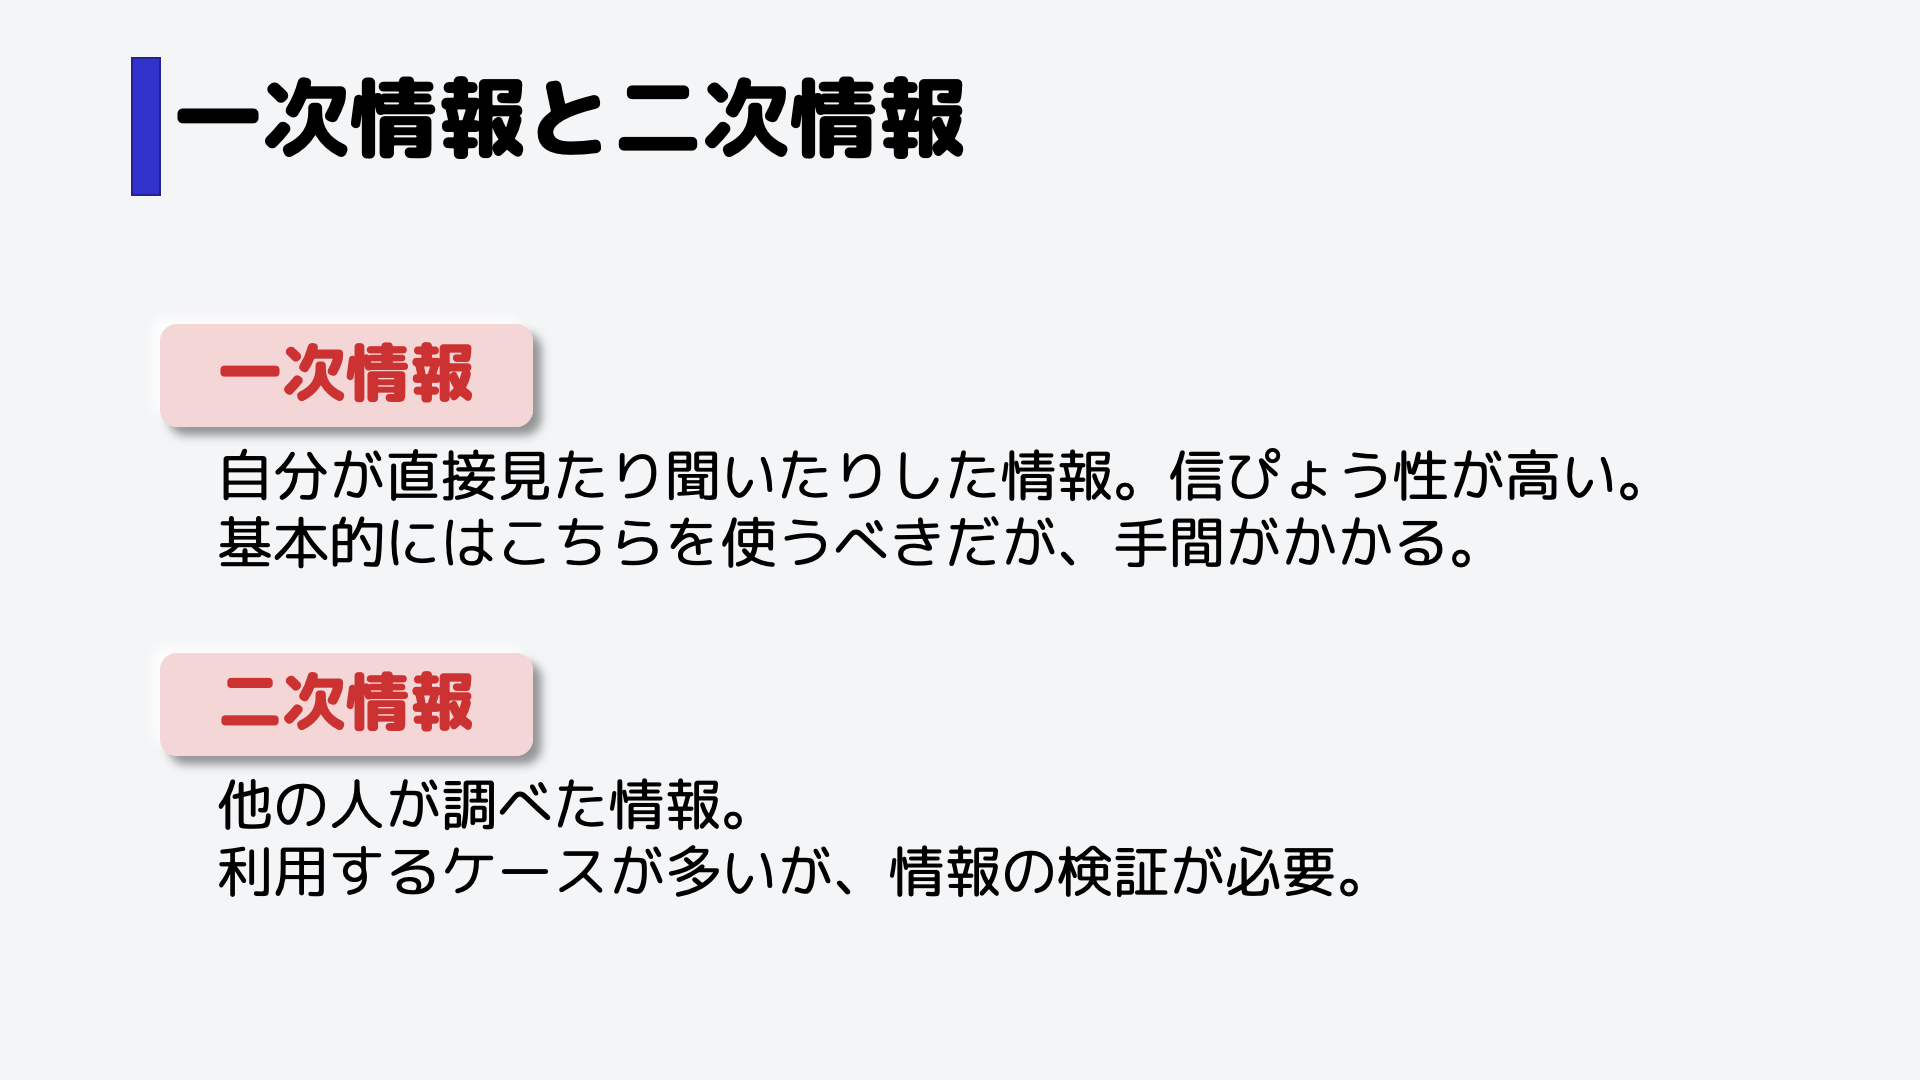 一次情報と二次情報
一次情報
自分が直接見たり聞いたりした情報。信ぴょう性が高い。
基本的にはこちらを使うべきだが、手間がかかる。
二次情報
他の人が調べた情報。
利用するケースが多いが、情報の検証が必要。